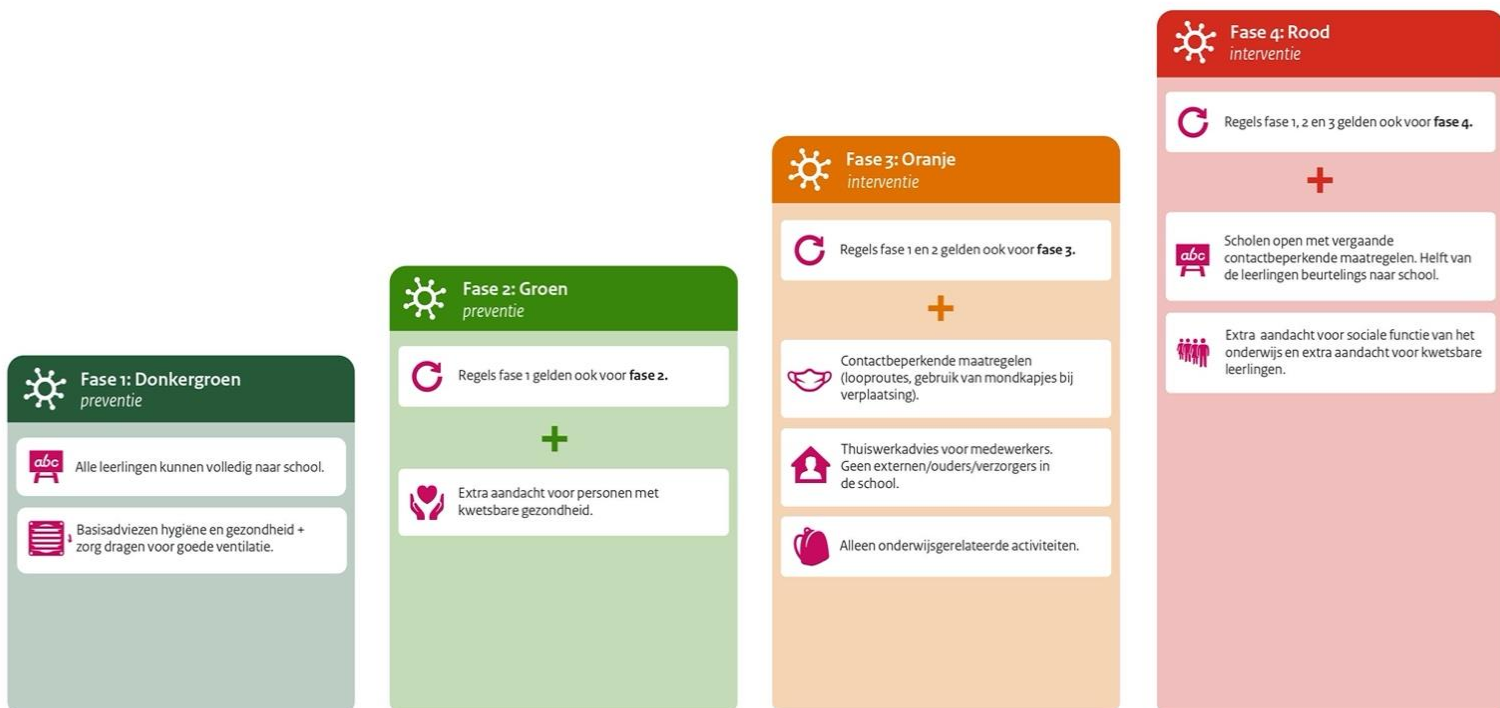 Fase 1: Donkergroen
preventie
abc
Alle leerlingen kunnen volledig naar school.
Basisadviezen hygiëne en gezondheid +
zorg dragen voor goede ventilatie.
Fase 2: Groen
preventie
Regels fase 1 gelden ook voor fase 2.
+
Extra aandacht voor personen met
kwetsbare gezondheid.
Fase 3: Oranje
interventie
Regels fase 1 en 2 gelden ook voor fase 3.
+
Contactbeperkende maatregelen
(looproutes, gebruik van mondkapjes bij
verplaatsing).
Thuiswerkadvies voor medewerkers.
Geen externen/ouders/verzorgers in
de school.
Alleen onderwijsgerelateerde activiteiten.
Fase 4: Rood
interventie
Regels fase 1, 2 en 3 gelden ook voor fase 4.
+
abc
Scholen open met vergaande
contactbeperkende maatregelen. Helft van
de leerlingen beurtelings naar school.
Extra aandacht voor sociale functie van het
onderwijs en extra aandacht voor kwetsbare
leerlingen.